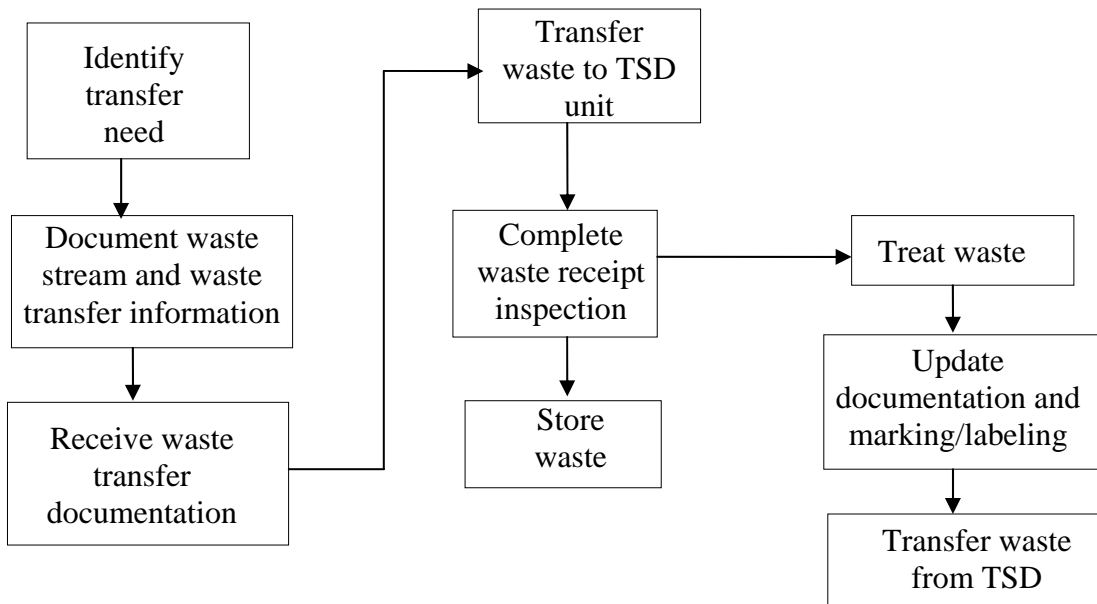 Identify
transfer
need
Document waste
stream and waste
transfer information
Receive waste
transfer
documentation
Transfer
waste to TSD
unit
Complete
waste receipt
inspection
Store
waste
Treat waste
Update
documentation and
marking/labeling
Transfer waste
from TSD